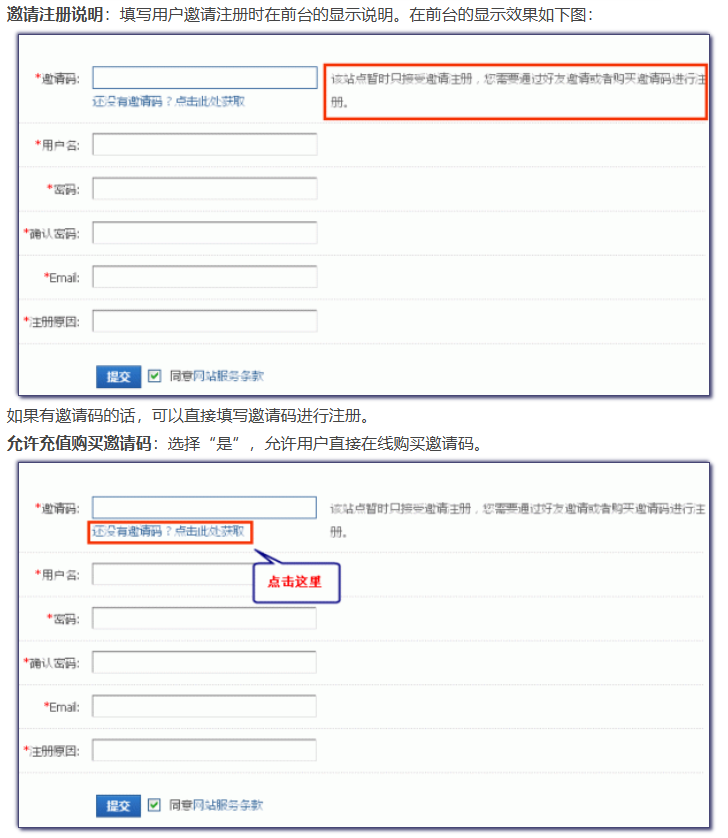 邀请注册说明：填写用户邀请注册时在前台的显示说明。在前台的显示效果如下图：
*邀请码:
该站点暂时只接受邀请注册，您需要通过好友邀请或者购买邀请码进行注
册。
还没有邀请码？点击此处获取
*用户名:
*密码:
*确认密码:
*Email:
*注册原因:
提交 同意网站服务条款
如果有邀请码的话，可以直接填写邀请码进行注册。
允许充值购买邀请码：选择“是”，允许用户直接在线购买邀请码。
*邀请码:
该站点暂时只接受邀请注册，您需要通过好友邀请或者购买邀请码进行注
册。
还没有邀请码？点击此处获取
点击这里
*用户名:
*密码:
*确认密码:
*Email:
*注册原因:
提交 同意网站服务条款